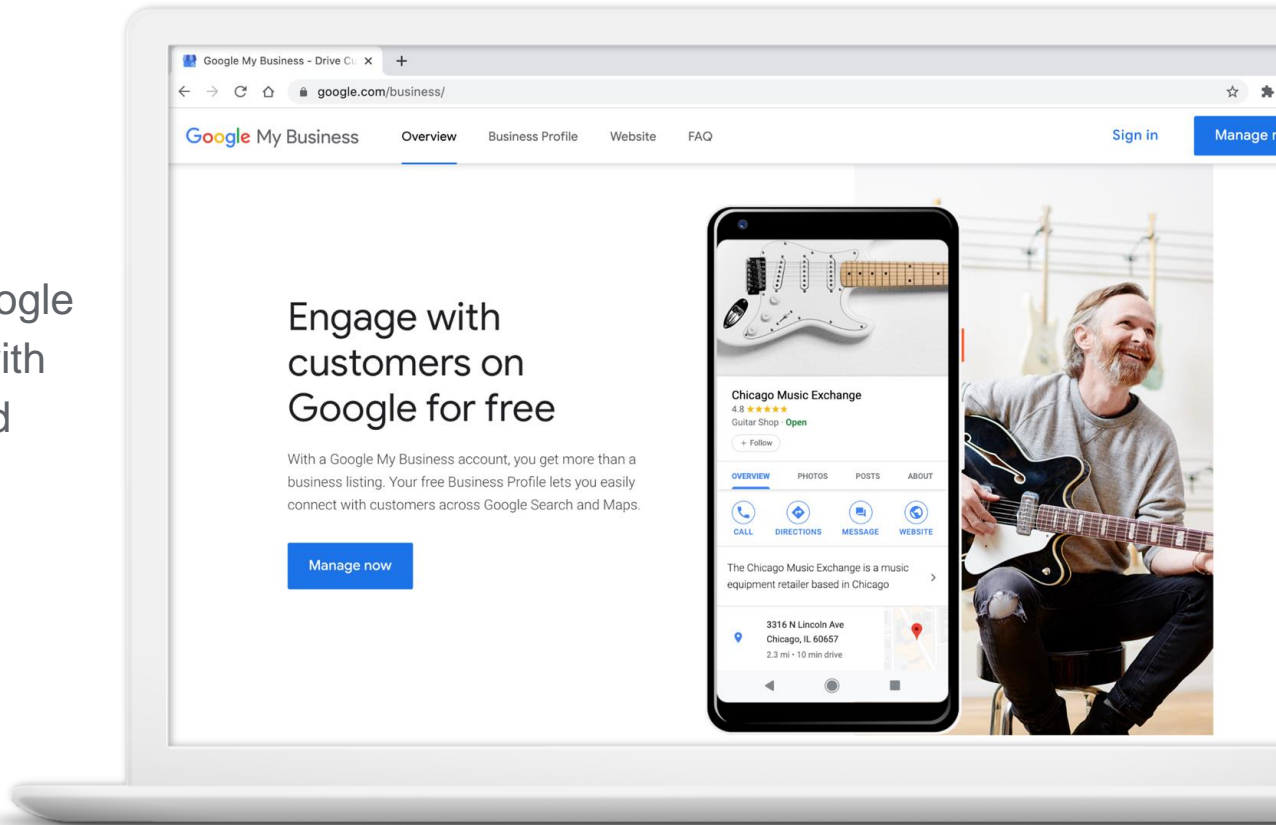 Google My Business - Drive Cu
google.com/business/
Google My Business
Overview
Business Profile
Website
FAQ
Sign in
Manage n
ogle
vith
d
Engage with
customers on
Google for free
With a Google My Business account, you get more than a
business listing. Your free Business Profile lets you easily
connect with customers across Google Search and Maps.
Manage now
Chicago Music Exchange
4.8 ★★★★★
Guitar Shop · Open
+ Follow
OVERVIEW
PHOTOS
POSTS
ABOUT
CALL
DIRECTIONS
MESSAGE
WEBSITE
The Chicago Music Exchange is a music
equipment retailer based in Chicago
3316 N Lincoln Ave
Chicago, IL 60657
2.3 mi • 10 min drive